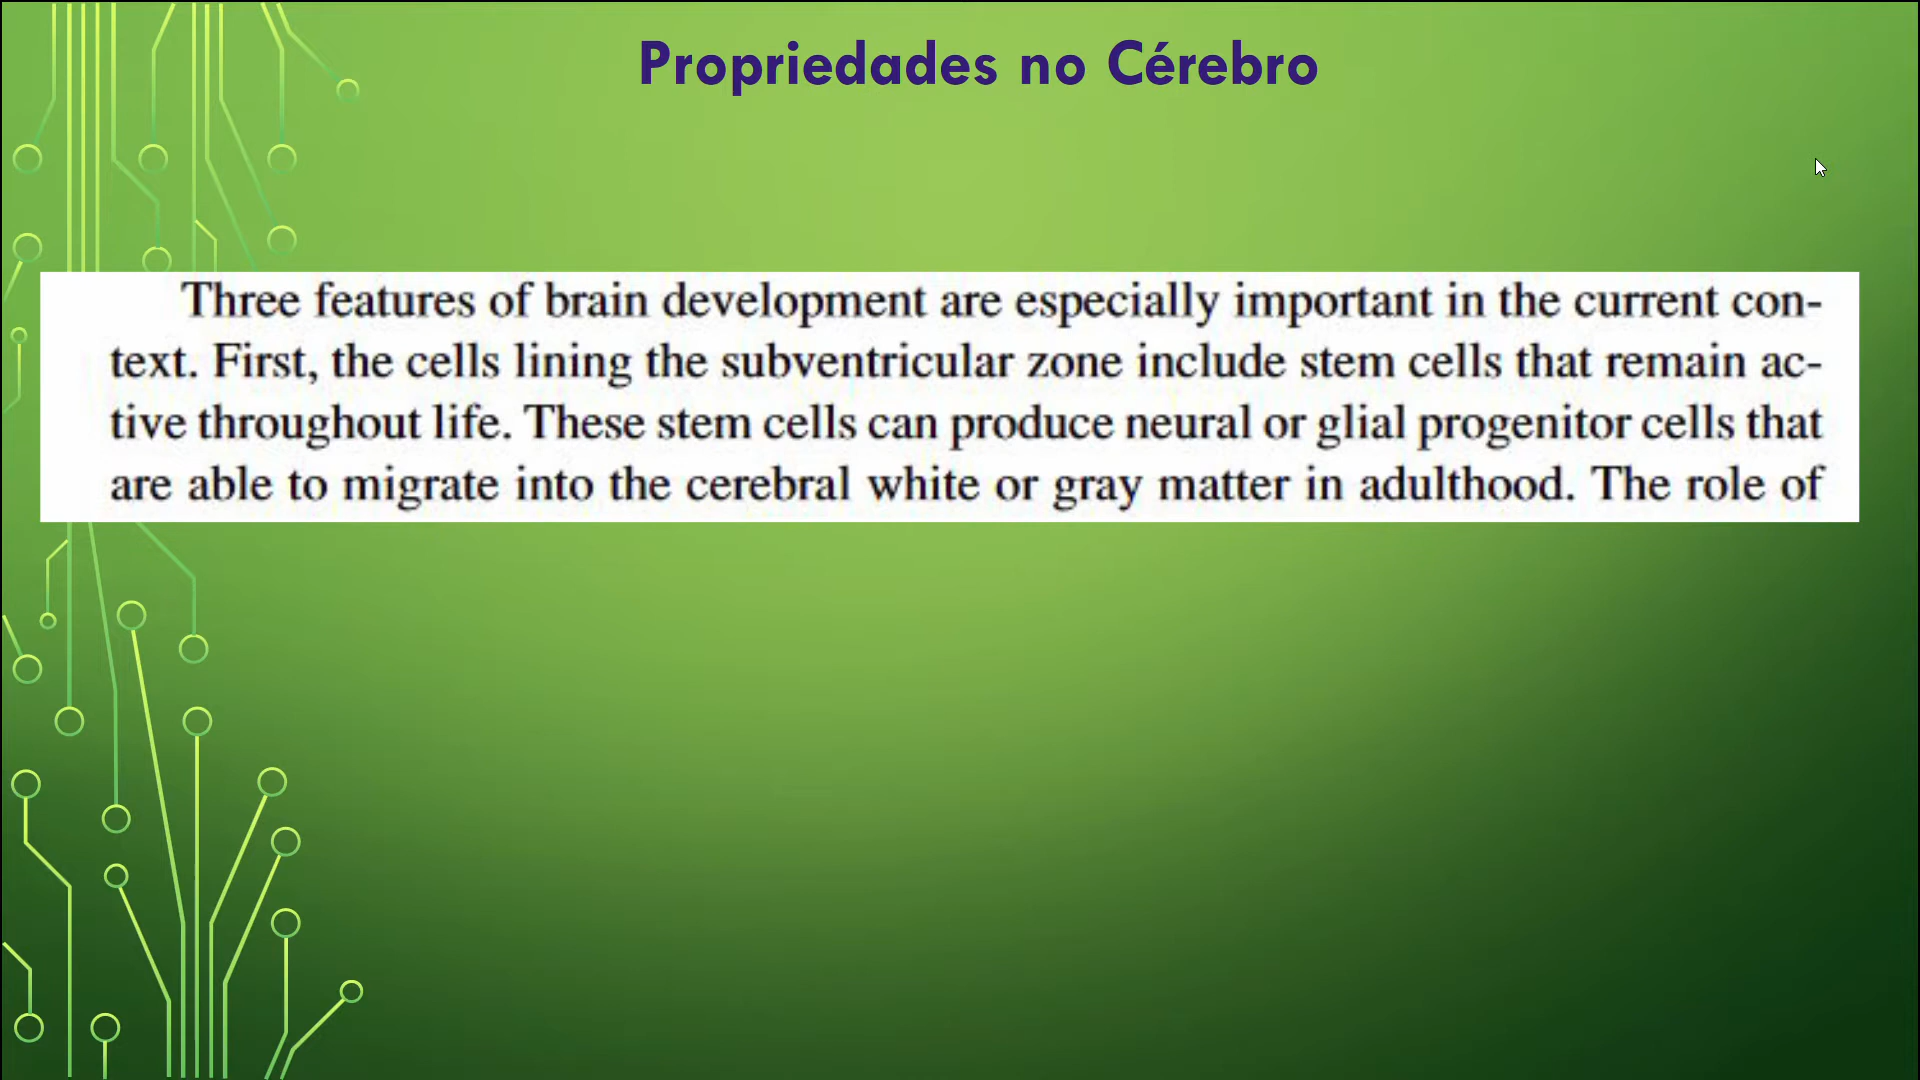 Propriedades no Cérebro
Three features of brain development are especially important in the current con-
text. First, the cells lining the subventricular zone include stem cells that remain ac-
tive throughout life. These stem cells can produce neural or glial progenitor cells that
are able to migrate into the cerebral white or gray matter in adulthood. The role of